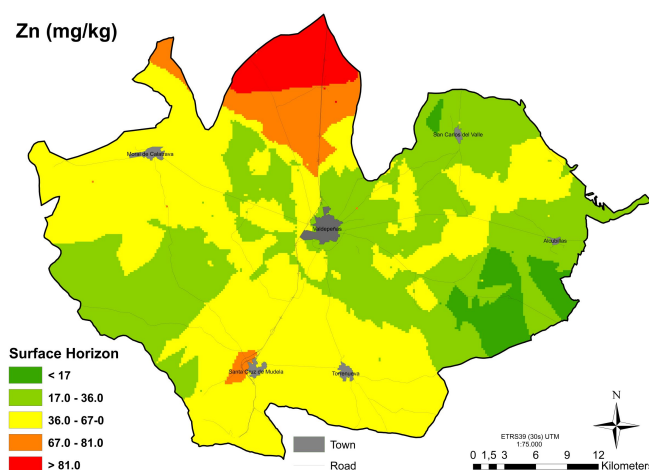 Zn (mg/kg)
San Carlos del Valle
Moral de Calatrava
Valdepeñas
Alcubillas
Santa Cruz de Mudela
Torrenueva
Surface Horizon
< 17
17.0 - 36.0
36.0 - 67-0
67.0 - 81.0
> 81.0
Town
Road
N
ETRS39 (30s) UTM
1:75.000
0 1,5 3 6 9 12
Kilometers